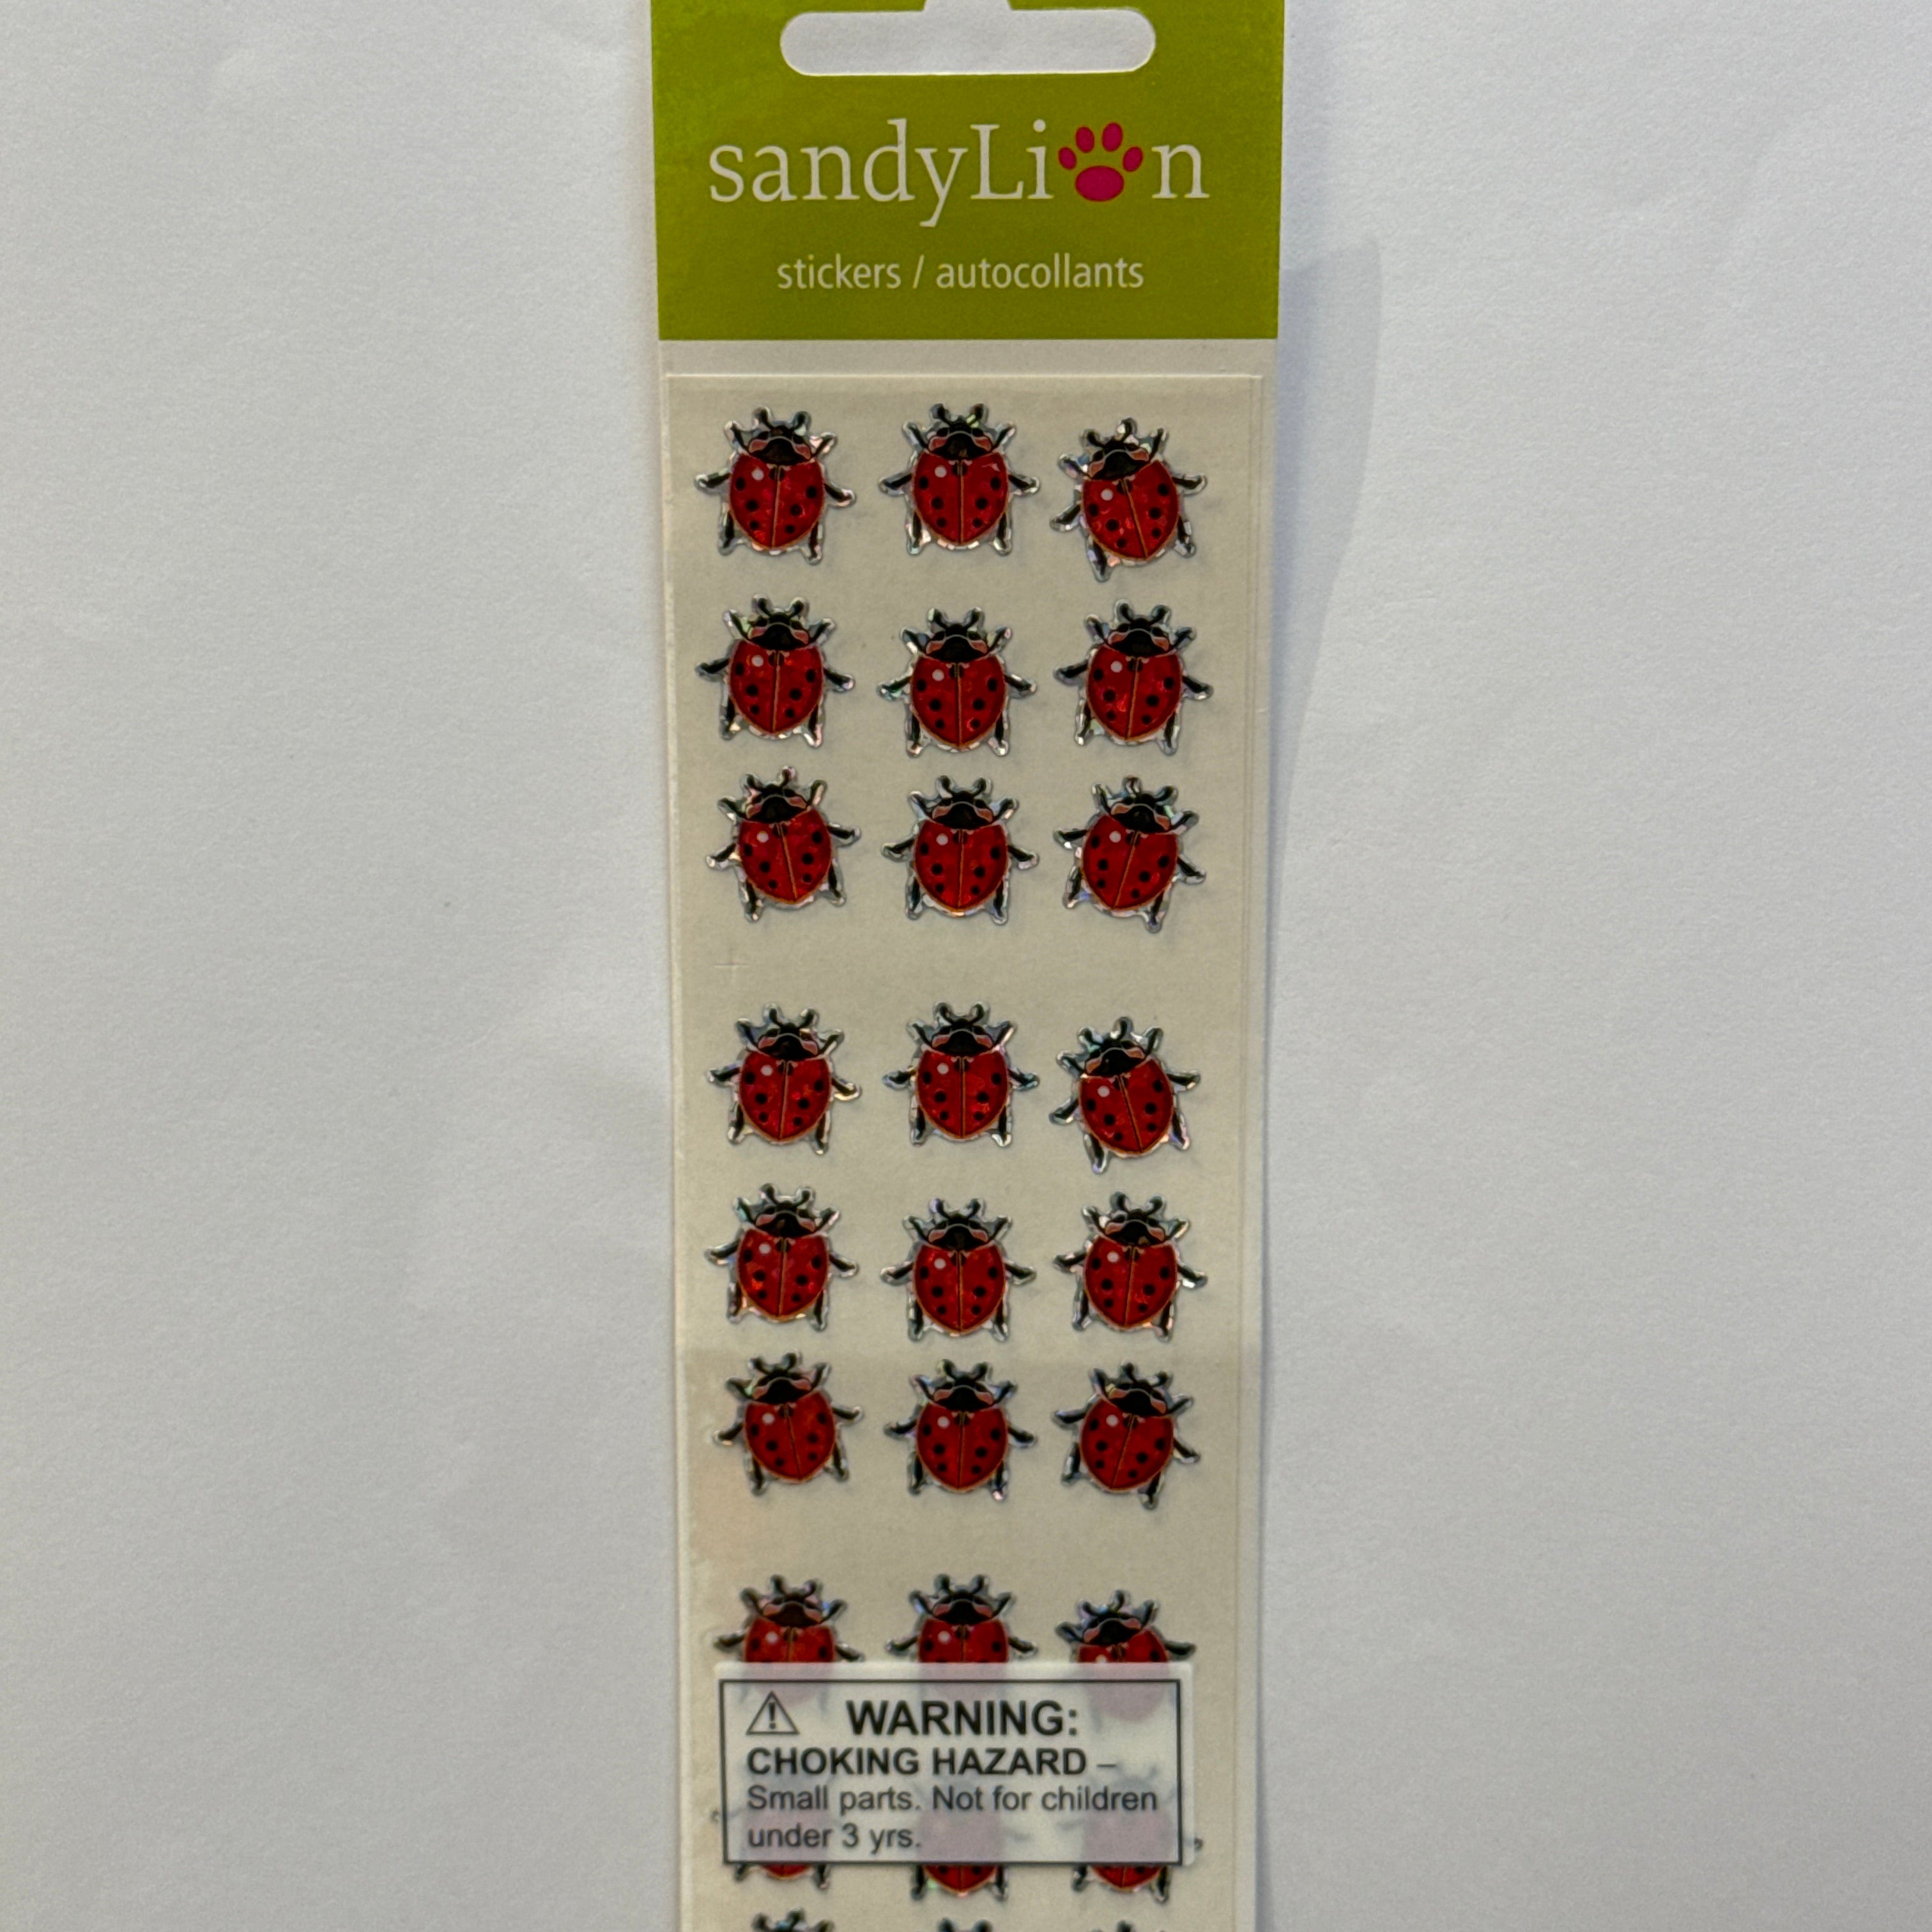 sandyLion
stickers / autocollants
WARNING:
CHOKING HAZARD –
Small parts. Not for children
under 3 yrs.